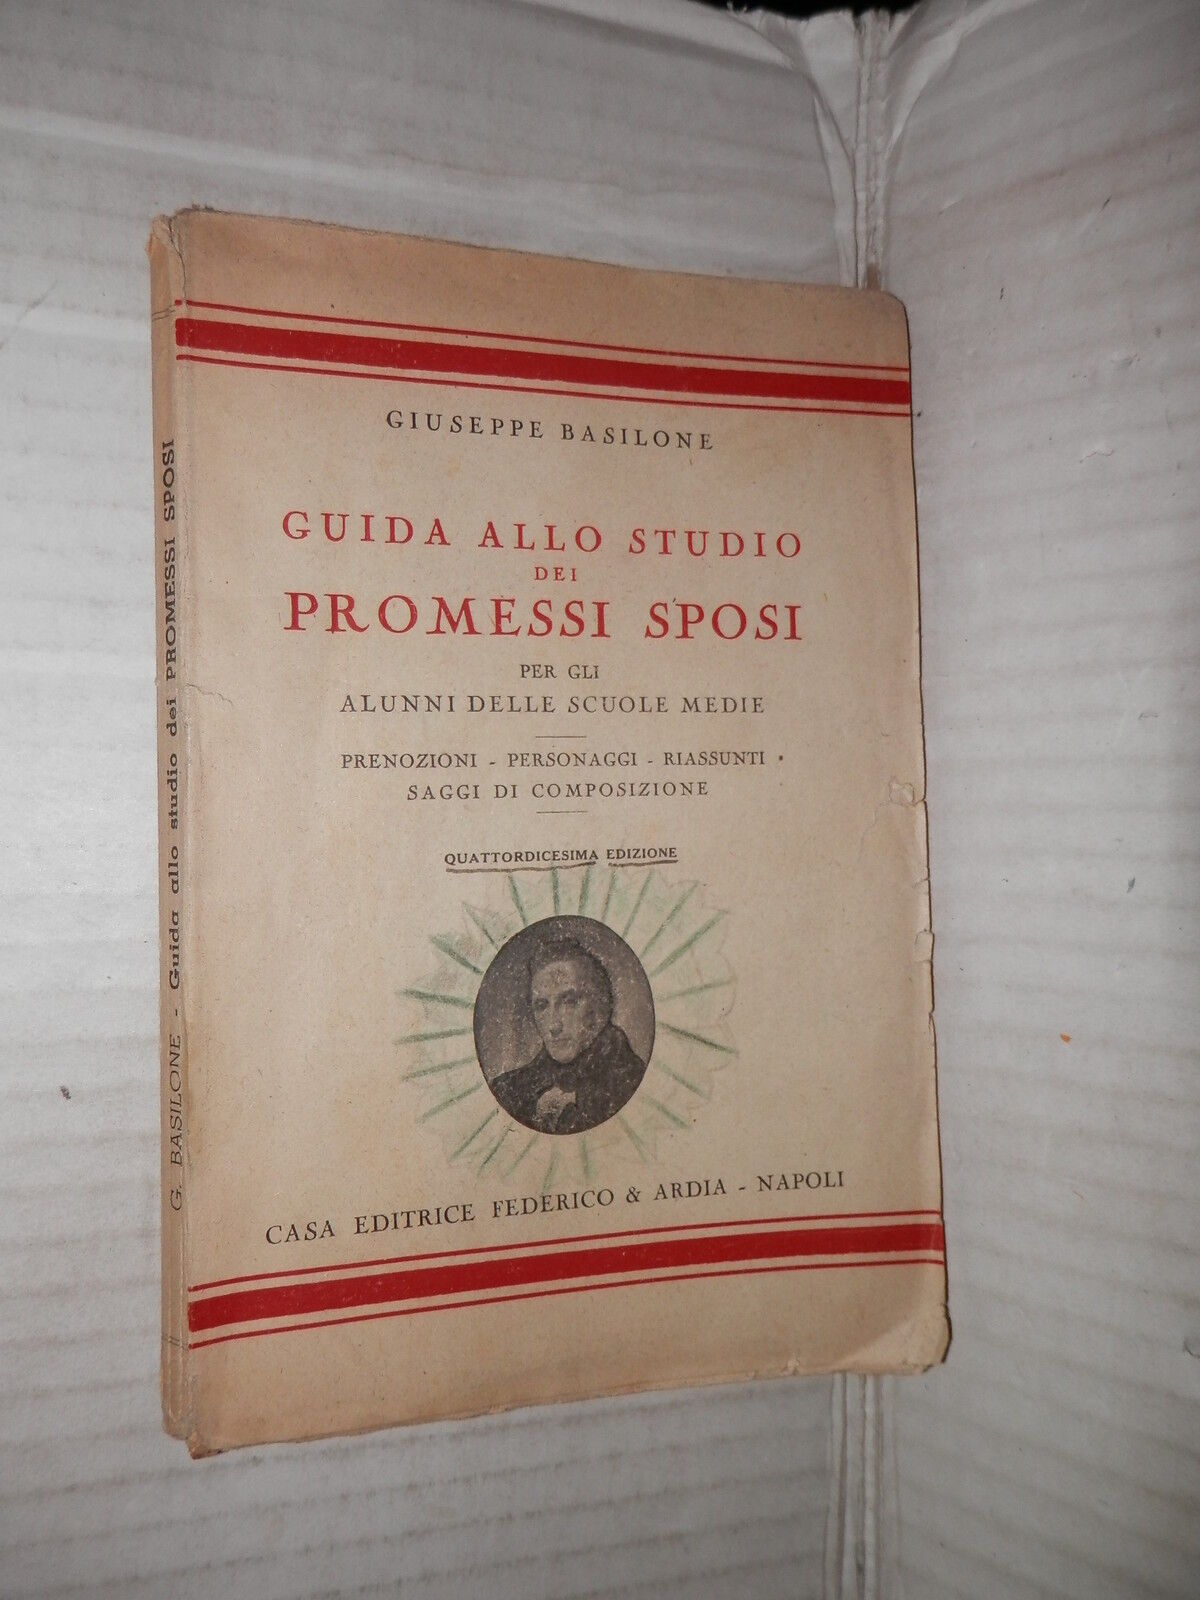 GIUSEPPE BASILONE
GUIDA ALLO STUDIO
DEI
PROMESSI SPOSI
PER GLI
ALUNNI DELLE SCUOLE MEDIE
PRENOZIONI - PERSONAGGI - RIASSUNTI
SAGGI DI COMPOSIZIONE
QUATTORDICESIMA EDIZIONE
CASA EDITRICE FEDERICO & ARDIA - NAPOLI
G. BASILONE - Guida allo studio dei PROMESSI SPOSI